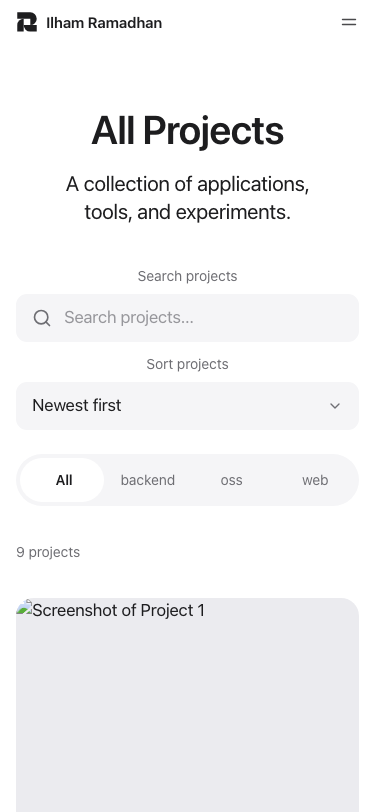 Ilham Ramadhan
All Projects
A collection of applications,
tools, and experiments.
Search projects
Search projects...
Sort projects
Newest first
All
backend
oss
web
9 projects
Screenshot of Project 1